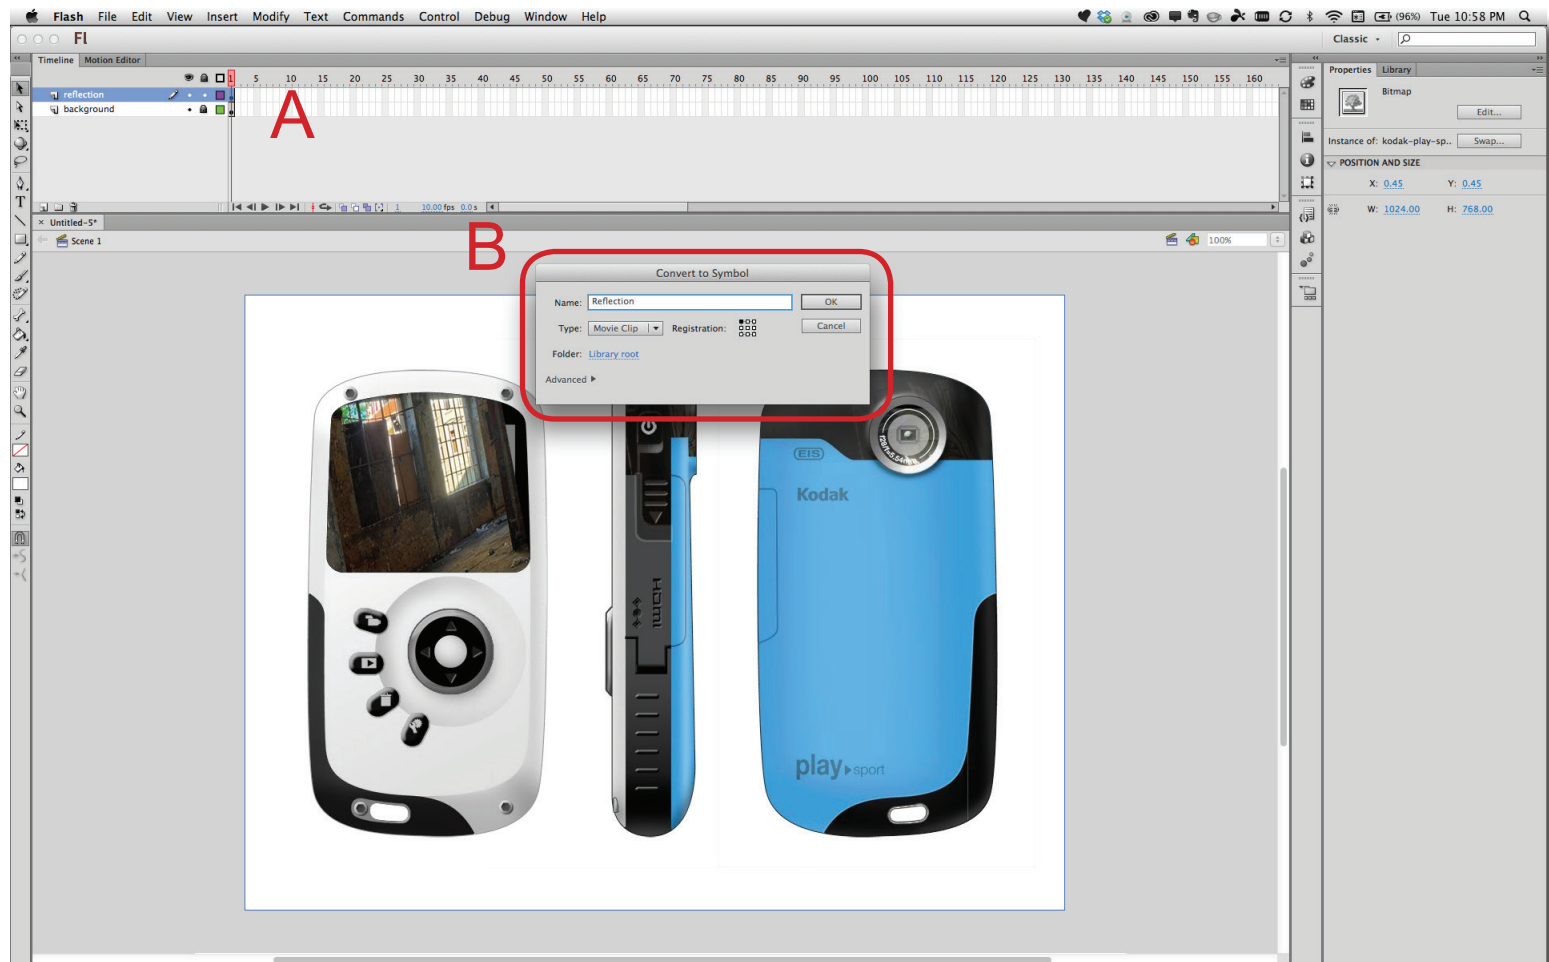 Flash File Edit View Insert Modify Text Commands Control Debug Window Help (96%) Tue 10:58 PM
Fl Classic
Timeline Motion Editor
Properties Library
1 5 10 15 20 25 30 35 40 45 50 55 60 65 70 75 80 85 90 95 100 105 110 115 120 125 130 135 140 145 150 155 160
reflection
background
A
Bitmap
Edit...
Instance of: kodak-play-sp.. Swap...
POSITION AND SIZE
X: 0.45 Y: 0.45
W: 1024.00 H: 768.00
T
1 10.00 fps 0.0 s
Untitled-5*
B
Scene 1 100%
Convert to Symbol
Name: Reflection OK
Type: Movie Clip Registration: Cancel
Folder: Library root
Advanced
EIS
Kodak
HDMI
play sport